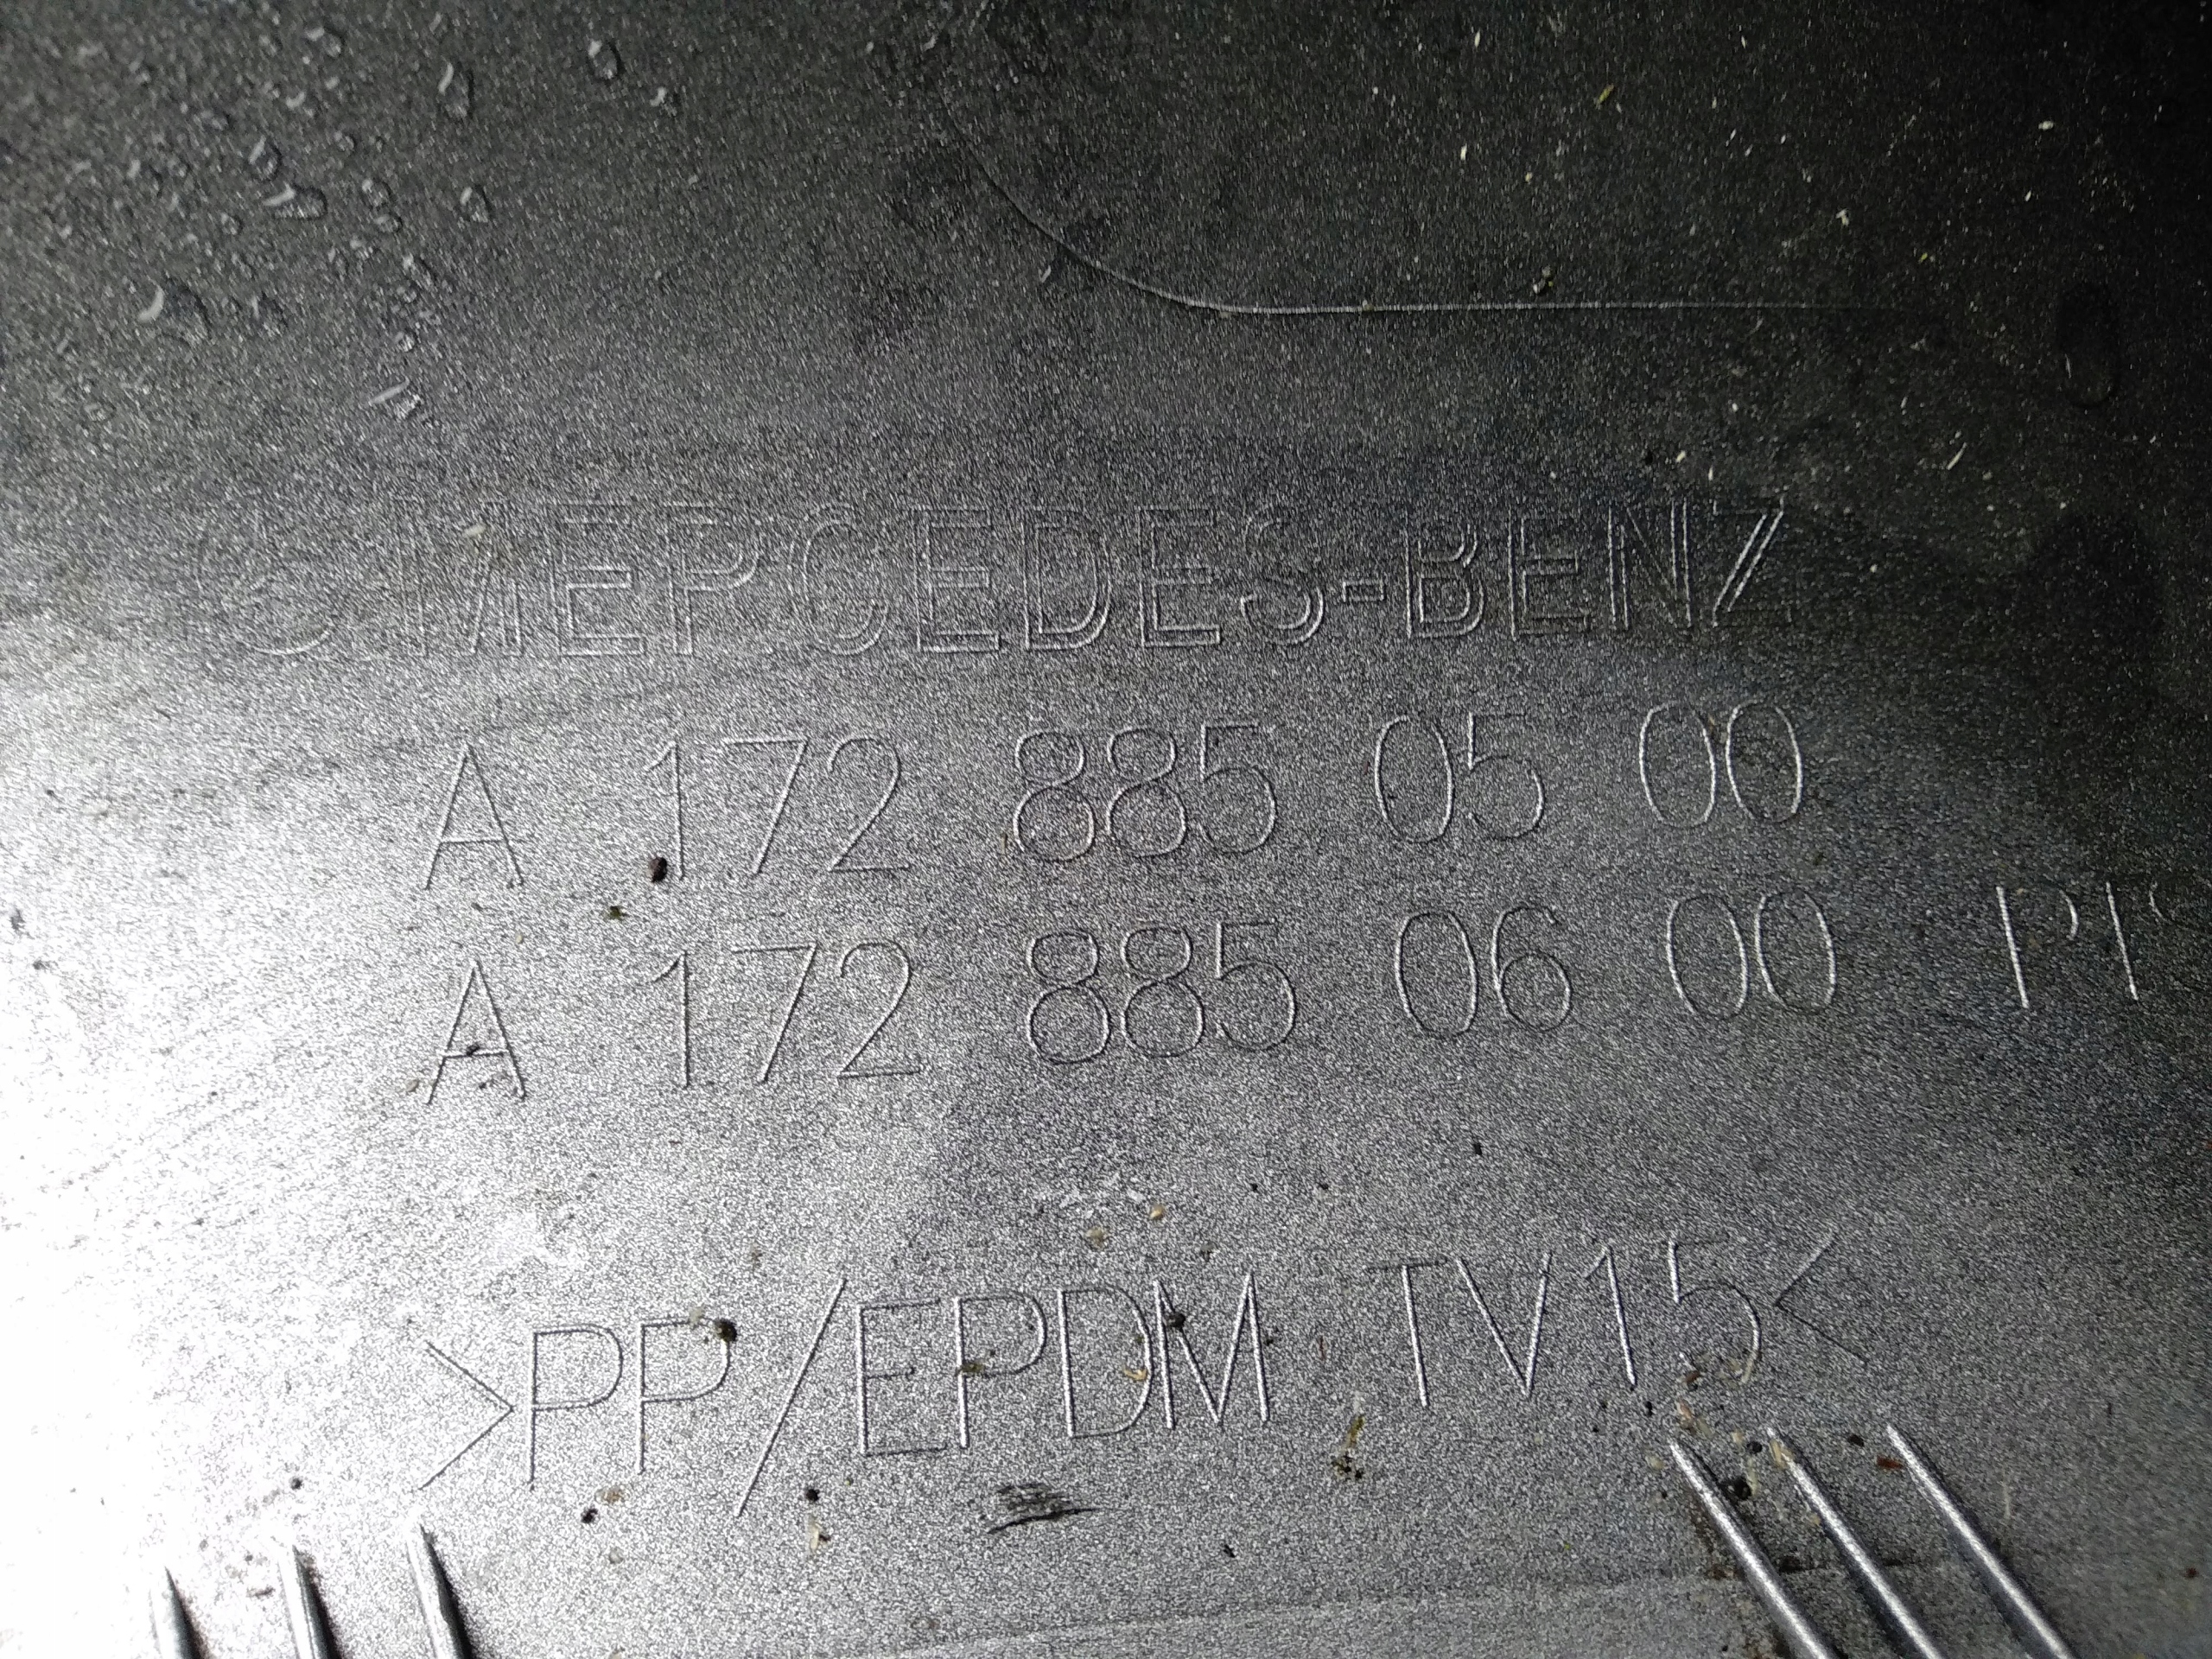 MERCEDES-BENZ
A 172 885 05 00
A 172 885 06 00
>PP/EPDM TV15<